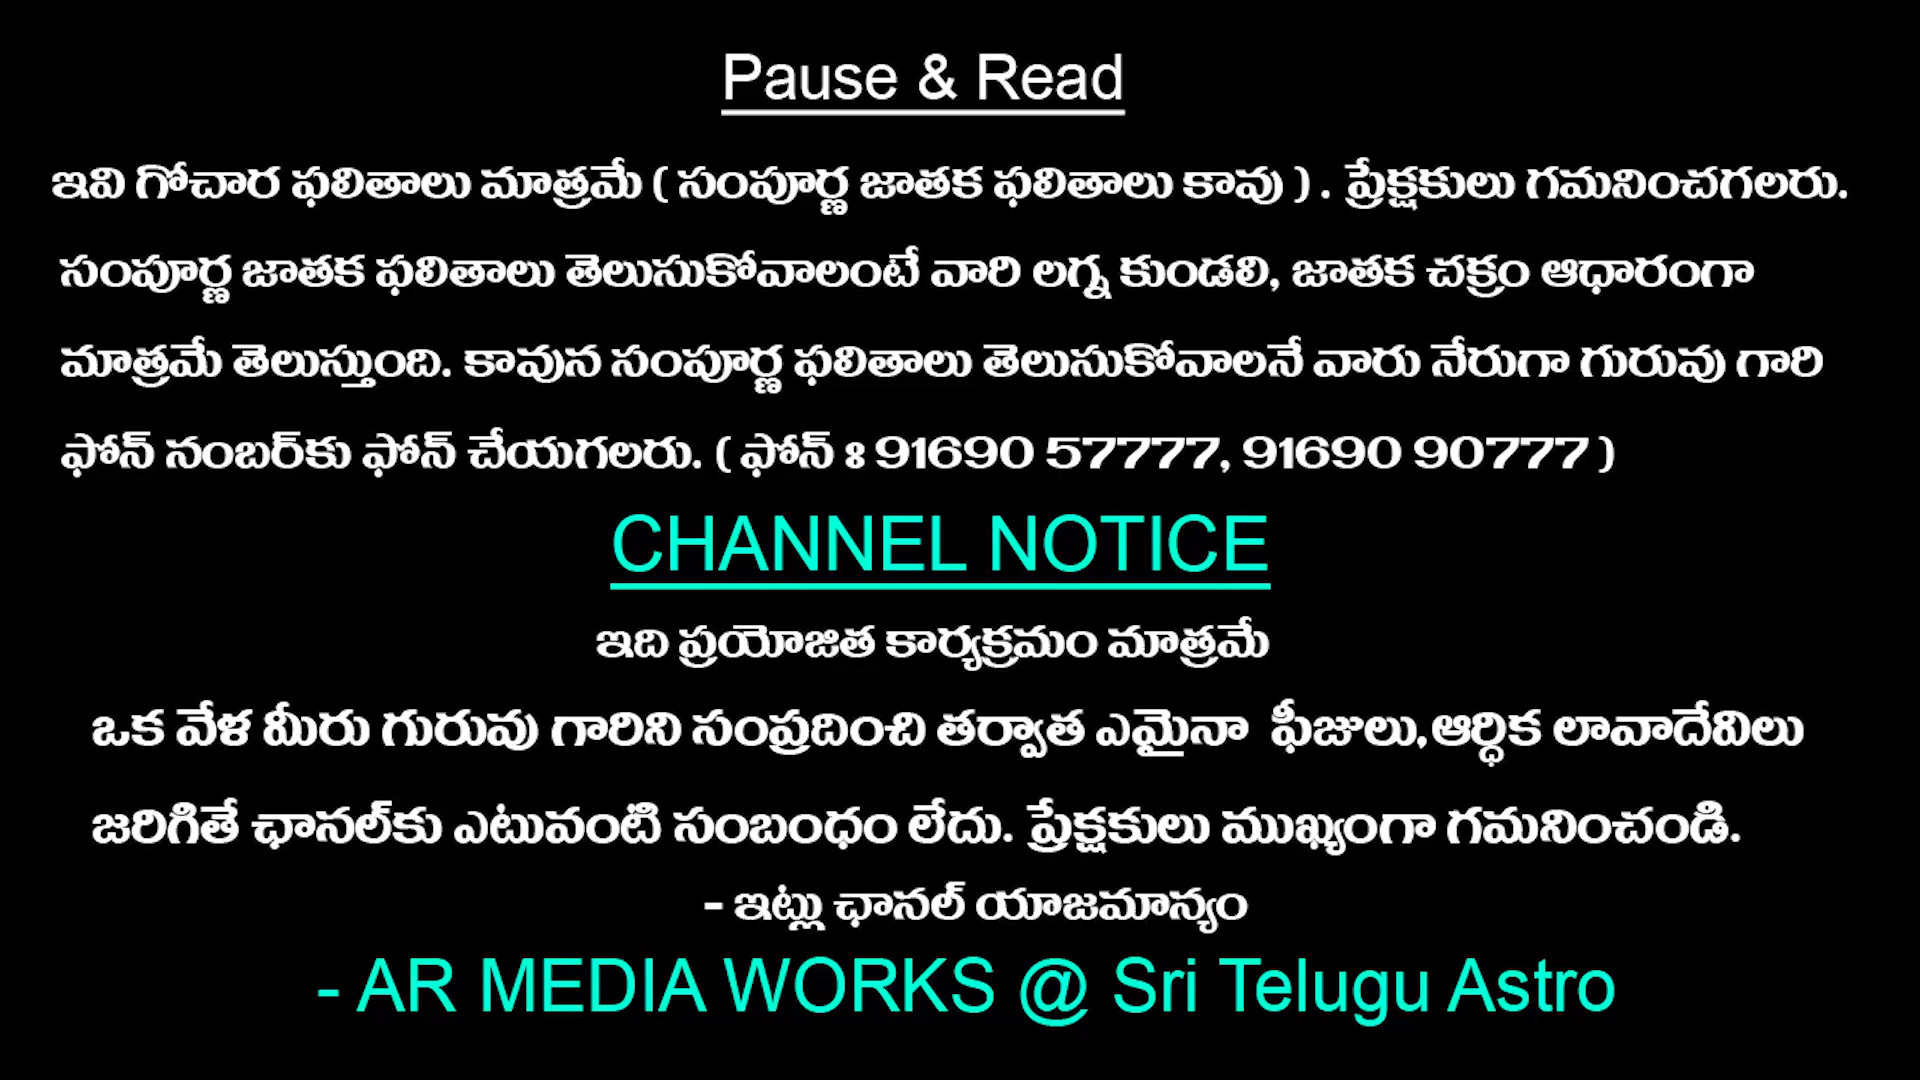 Pause & Read
ఇవి గోచార ఫలితాలు మాత్రమే ( సంపూర్ణ జాతక ఫలితాలు కావు ) . ప్రేక్షకులు గమనించగలరు.
సంపూర్ణ జాతక ఫలితాలు తెలుసుకోవాలంటే వారి లగ్న కుండలి, జాతక చక్రం ఆధారంగా
మాత్రమే తెలుస్తుంది. కావున సంపూర్ణ ఫలితాలు తెలుసుకోవాలనే వారు నేరుగా గురువు గారి
ఫోన్ నంబర్‌కు ఫోన్ చేయగలరు. ( ఫోన్ ః 91690 57777, 91690 90777 )
CHANNEL NOTICE
ఇది ప్రయోజిత కార్యక్రమం మాత్రమే
ఒక వేళ మీరు గురువు గారిని సంప్రదించి తర్వాత ఎమైనా ఫీజులు,ఆర్ధిక లావాదేవిలు
జరిగితే ఛానల్‌కు ఎటువంటి సంబంధం లేదు. ప్రేక్షకులు ముఖ్యంగా గమనించండి.
- ఇట్లు ఛానల్ యాజమాన్యం
- AR MEDIA WORKS @ Sri Telugu Astro